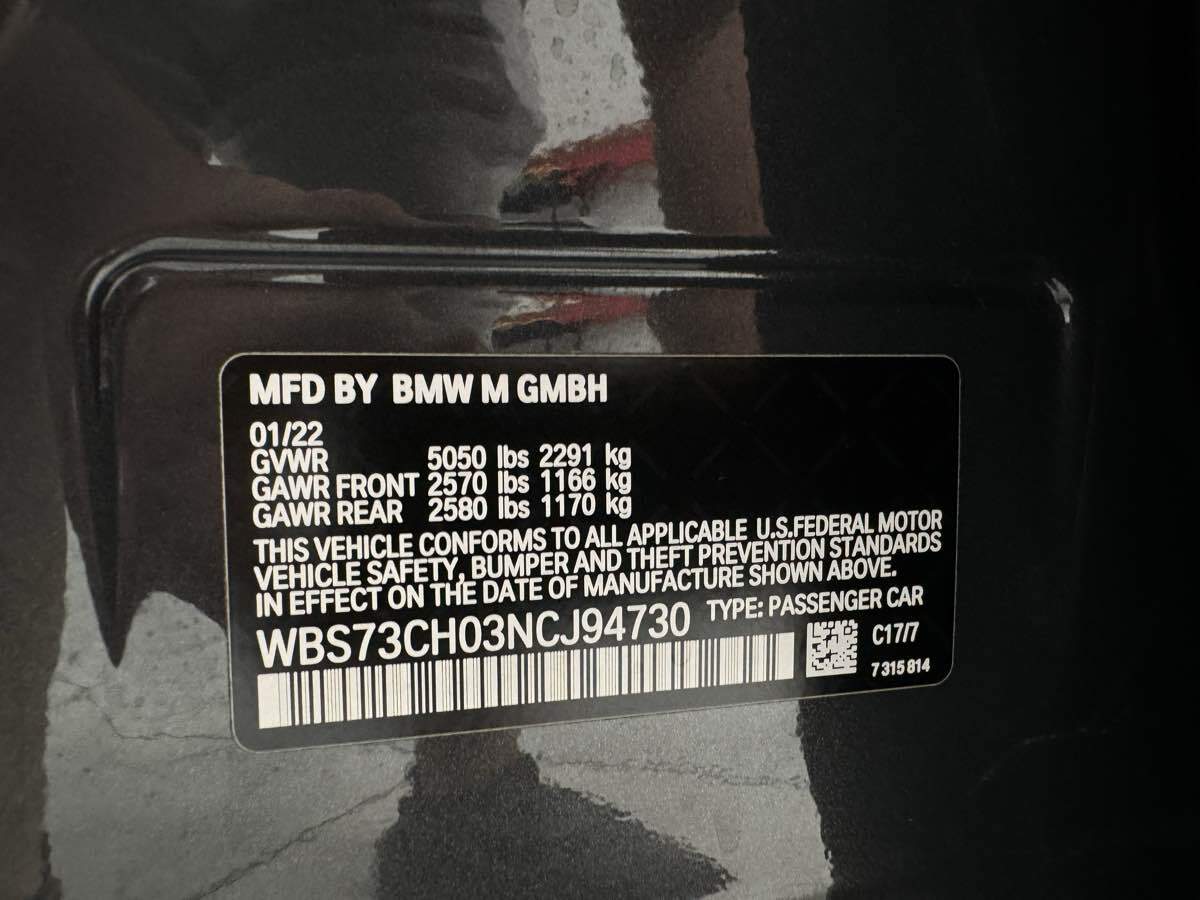 MFD BY BMW M GMBH
01/22
GVWR 5050 lbs 2291 kg
GAWR FRONT 2570 lbs 1166 kg
GAWR REAR 2580 lbs 1170 kg
THIS VEHICLE CONFORMS TO ALL APPLICABLE U.S.FEDERAL MOTOR
VEHICLE SAFETY, BUMPER AND THEFT PREVENTION STANDARDS
IN EFFECT ON THE DATE OF MANUFACTURE SHOWN ABOVE.
WBS73CH03NCJ94730 TYPE: PASSENGER CAR
C17/7
7 315 814